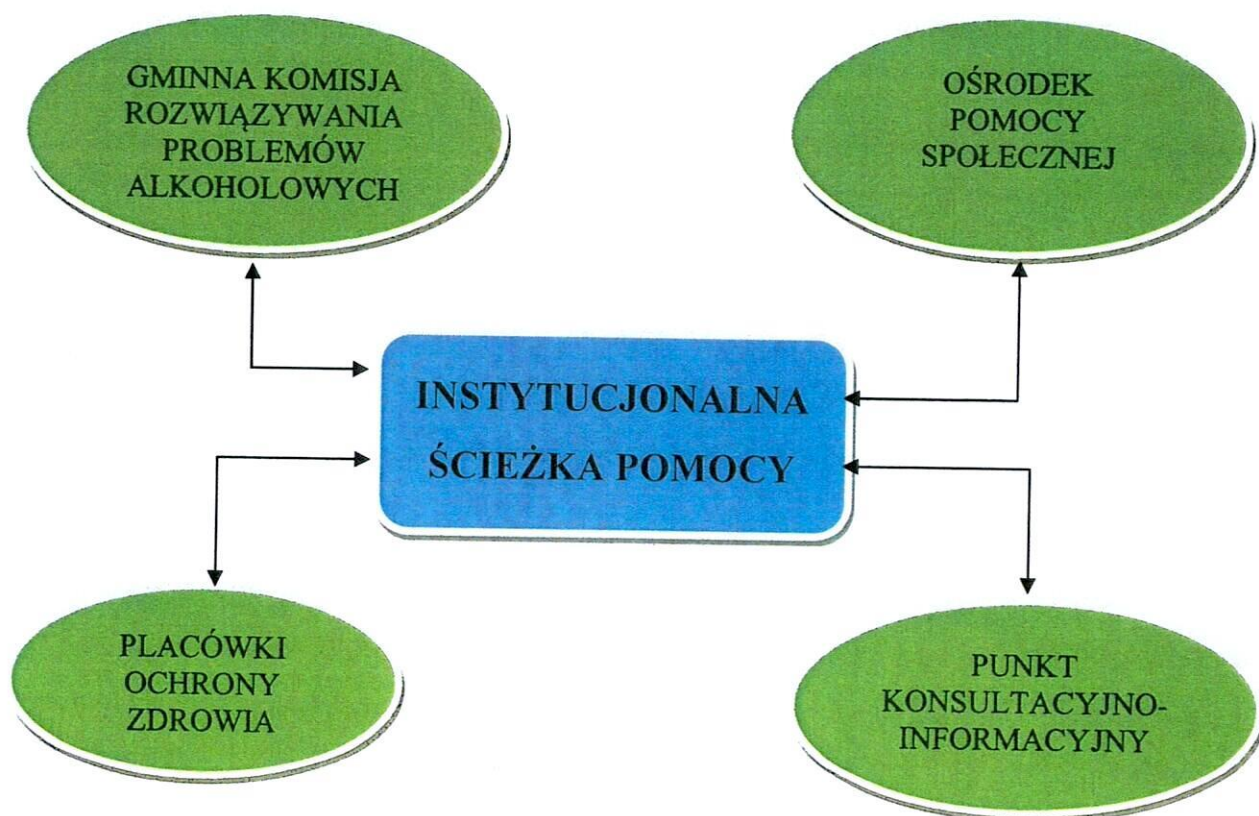 GMINNA KOMISJA
ROZWIĄZYWANIA
PROBLEMÓW
ALKOHOLOWYCH
OŚRODEK
POMOCY
SPOŁECZNEJ
INSTYTUCJONALNA
ŚCIEŻKA POMOCY
PLACÓWKI
OCHRONY
ZDROWIA
PUNKT
KONSULTACYJNO-
INFORMACYJNY